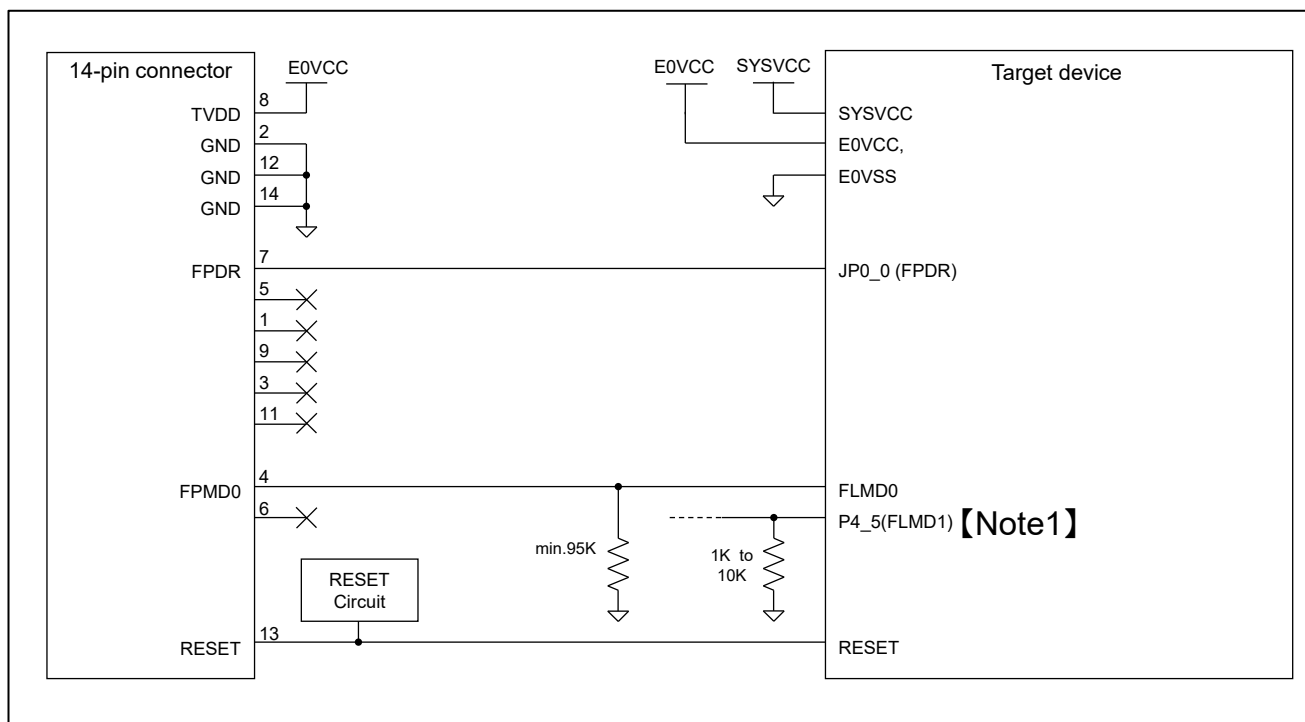 14-pin connector
E0VCC
E0VCC
SYSVCC
Target device
8
TVDD
SYSVCC
2
GND
E0VCC,
12
GND
E0VSS
14
GND
7
FPDR
JP0_0 (FPDR)
5
1
9
3
11
4
FPMD0
FLMD0
6
P4_5(FLMD1)【Note1】
min.95K
1K to
10K
RESET
Circuit
13
RESET
RESET